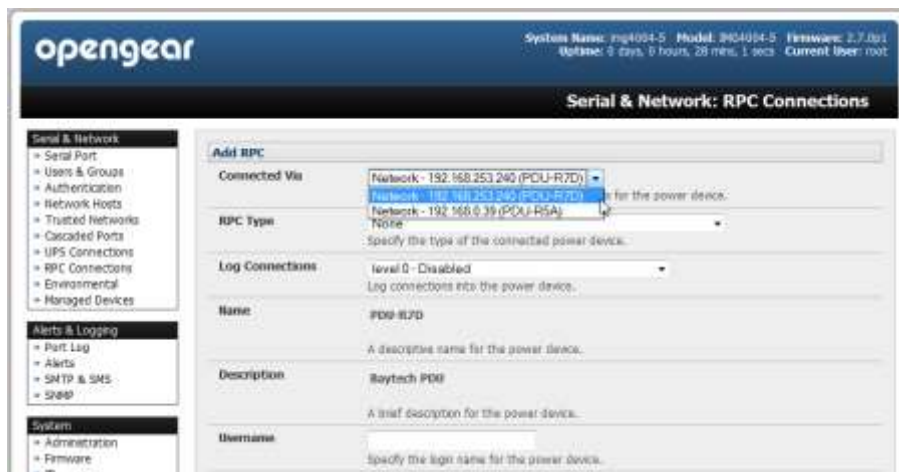 opengear
System Name: img4004-5 Model: IMG4004-5 Firmware: 2.7.0p1
Uptime: 0 days, 0 hours, 28 mins, 1 secs Current User: root
Serial & Network: RPC Connections
Serial & Network
» Serial Port
» Users & Groups
» Authentication
» Network Hosts
» Trusted Networks
» Cascaded Ports
» UPS Connections
» RPC Connections
» Environmental
» Managed Devices
Alerts & Logging
» Port Log
» Alerts
» SMTP & SMS
» SNMP
System
» Administration
» Firmware
Add RPC
Connected Via
Network - 192.168.253.240 (PDU-R7D)
Network - 192.168.253.240 (PDU-R7D)
for the power device.
Network - 192.168.0.39 (PDU-R5A)
RPC Type
None
Specify the type of the connected power device.
Log Connections
level 0 - Disabled
Log connections into the power device.
Name
PDU-R7D
A descriptive name for the power device.
Description
Baytech PDU
A brief description for the power device.
Username
Specify the login name for the power device.